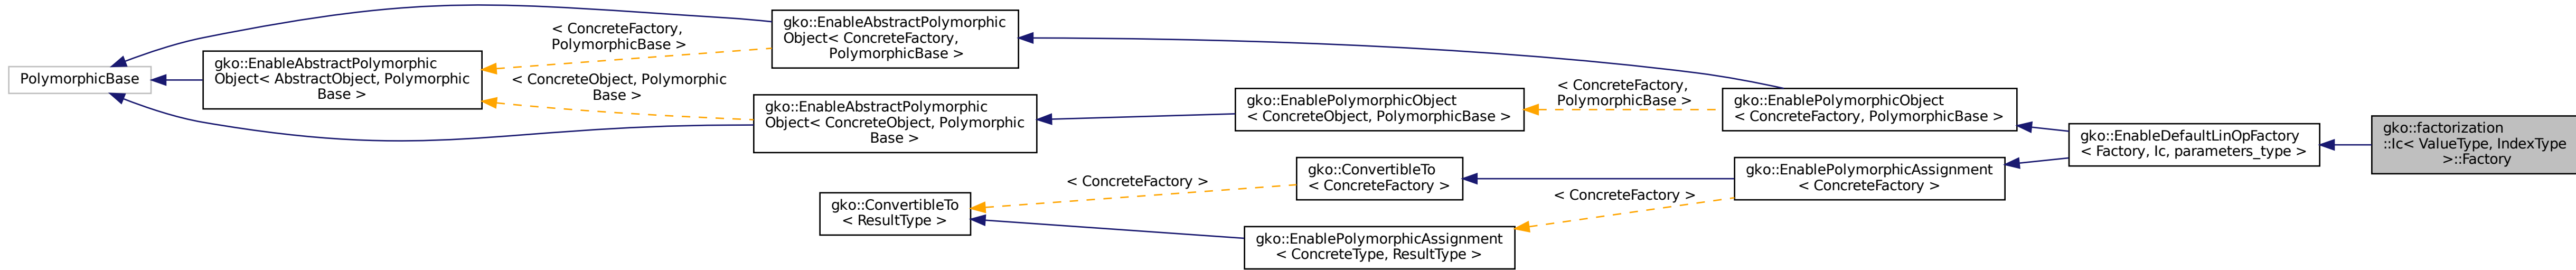 PolymorphicBase
gko::EnableAbstractPolymorphic
Object< AbstractObject, Polymorphic
Base >
< ConcreteFactory,
PolymorphicBase >
< ConcreteObject, Polymorphic
Base >
gko::EnableAbstractPolymorphic
Object< ConcreteFactory,
PolymorphicBase >
gko::EnableAbstractPolymorphic
Object< ConcreteObject, Polymorphic
Base >
gko::ConvertibleTo
< ResultType >
< ConcreteFactory >
gko::EnablePolymorphicObject
< ConcreteObject, PolymorphicBase >
gko::ConvertibleTo
< ConcreteFactory >
gko::EnablePolymorphicAssignment
< ConcreteType, ResultType >
< ConcreteFactory,
PolymorphicBase >
< ConcreteFactory >
gko::EnablePolymorphicObject
< ConcreteFactory, PolymorphicBase >
gko::EnablePolymorphicAssignment
< ConcreteFactory >
gko::EnableDefaultLinOpFactory
< Factory, Ic, parameters_type >
gko::factorization
::Ic< ValueType, IndexType
>::Factory